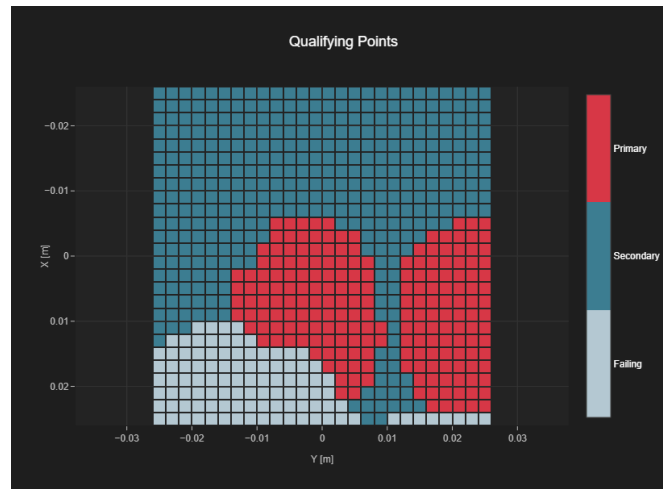 Qualifying Points
−0.02
−0.01
0
0.01
0.02
X [m]
−0.03
−0.02
−0.01
0
0.01
0.02
0.03
Y [m]
Primary
Secondary
Failing